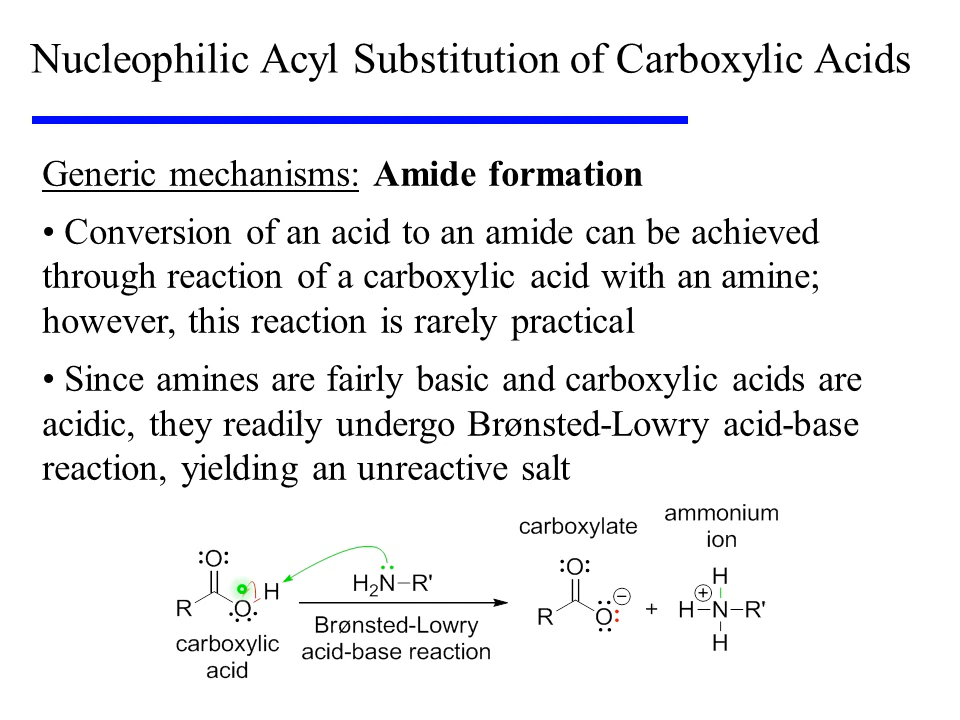 Nucleophilic Acyl Substitution of Carboxylic Acids
Generic mechanisms: Amide formation
• Conversion of an acid to an amide can be achieved
through reaction of a carboxylic acid with an amine;
however, this reaction is rarely practical
• Since amines are fairly basic and carboxylic acids are
acidic, they readily undergo Brønsted-Lowry acid-base
reaction, yielding an unreactive salt
O
R
O
H
carboxylic
acid
H₂N−R'
Brønsted-Lowry
acid-base reaction
carboxylate
O
R
O
−
+
ammonium
ion
H
+
H−N−R'
H